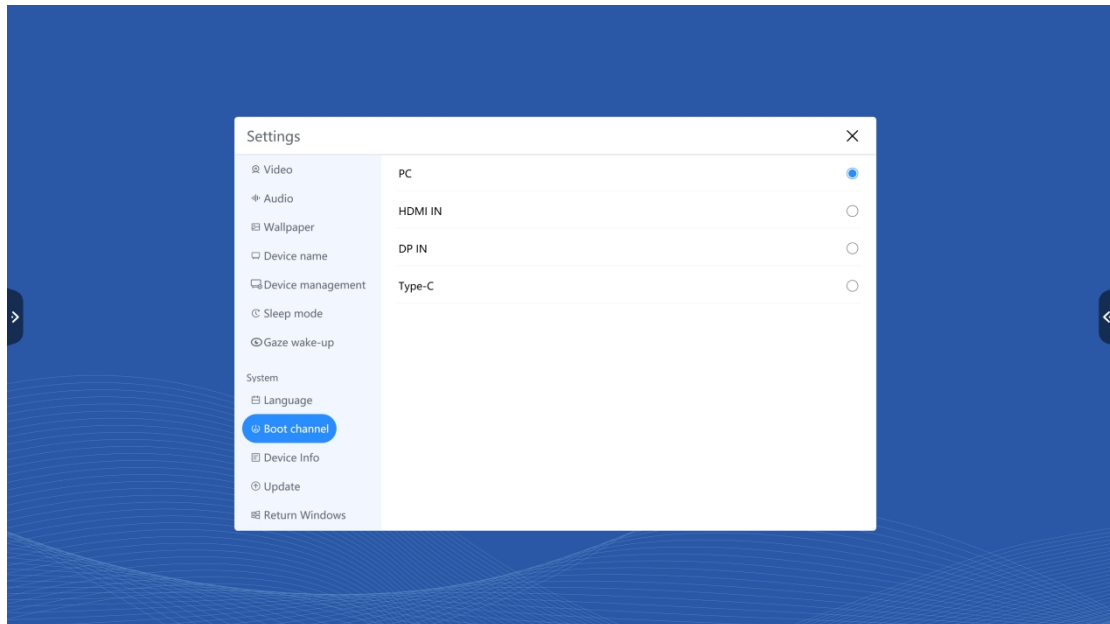 Settings
Video
Audio
Wallpaper
Device name
Device management
Sleep mode
Gaze wake-up
System
Language
Boot channel
Device Info
Update
Return Windows
PC
HDMI IN
DP IN
Type-C